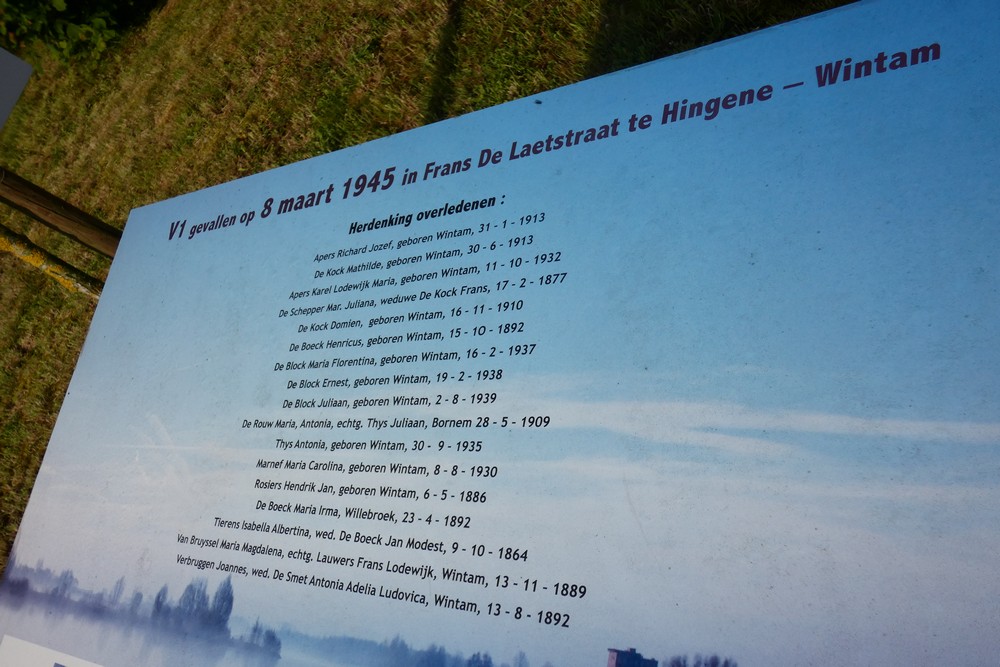 V1 gevallen op 8 maart 1945 in Frans De Laetstraat te Hingene – Wintam
Herdenking overledenen :
Apers Richard Jozef, geboren Wintam, 31 - 1 - 1913
De Kock Mathilde, geboren Wintam, 30 - 6 - 1913
Apers Karel Lodewijk Maria, geboren Wintam, 11 - 10 - 1932
De Schepper Mar. Juliana, weduwe De Kock Frans, 17 - 2 - 1877
De Kock Domien, geboren Wintam, 16 - 11 - 1910
De Boeck Henricus, geboren Wintam, 15 - 10 - 1892
De Block Maria Florentina, geboren Wintam, 16 - 2 - 1937
De Block Ernest, geboren Wintam, 19 - 2 - 1938
De Block Juliaan, geboren Wintam, 2 - 8 - 1939
De Rouw Maria, Antonia, echtg. Thys Juliaan, Bornem 28 - 5 - 1909
Thys Antonia, geboren Wintam, 30 - 9 - 1935
Marnef Maria Carolina, geboren Wintam, 8 - 8 - 1930
Rosiers Hendrik Jan, geboren Wintam, 6 - 5 - 1886
De Boeck Maria Irma, Willebroek, 23 - 4 - 1892
Tierens Isabella Albertina, wed. De Boeck Jan Modest, 9 - 10 - 1864
Van Bruyssel Maria Magdalena, echtg. Lauwers Frans Lodewijk, Wintam, 13 - 11 - 1889
Verbruggen Joannes, wed. De Smet Antonia Adelia Ludovica, Wintam, 13 - 8 - 1892